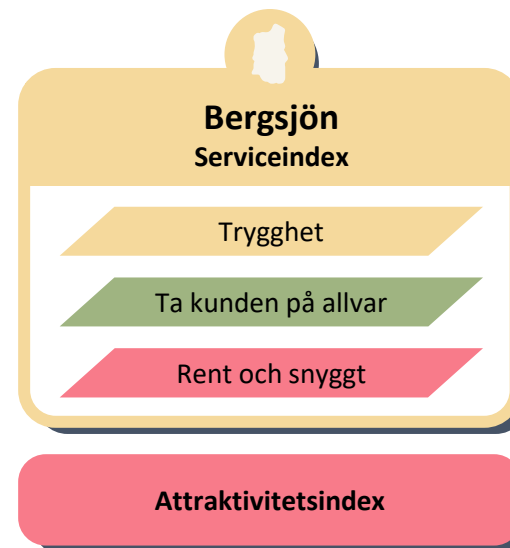 Bergsjön
Serviceindex
Trygghet
Ta kunden på allvar
Rent och snyggt
Attraktivitetsindex